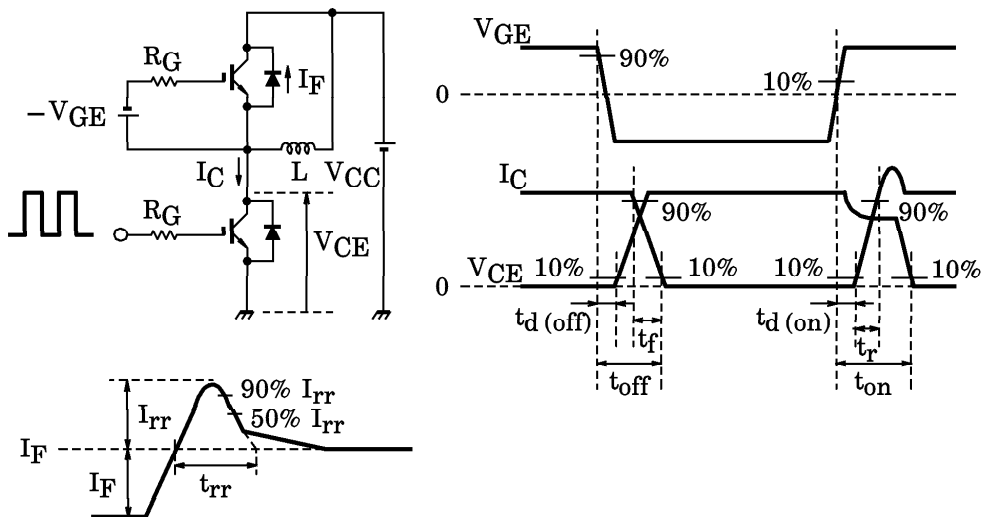 R_G
I_F
-V_GE
I_C
L
V_CC
R_G
V_CE
V_GE
90%
10%
0
I_C
90%
90%
V_CE
10%
10%
10%
10%
0
t_d (off)
t_f
t_off
t_d (on)
t_r
t_on
I_rr
90% I_rr
50% I_rr
I_F
I_F
t_rr